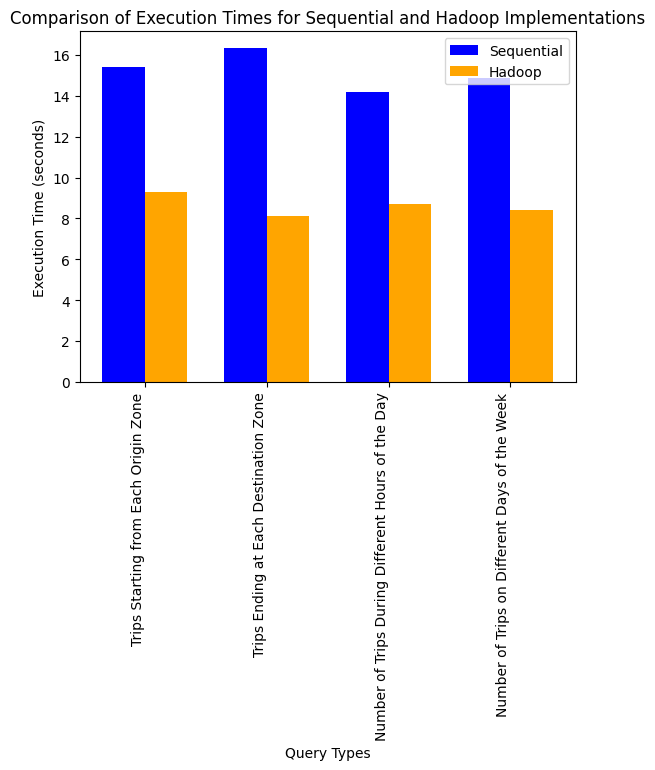 Comparison of Execution Times for Sequential and Hadoop Implementations
Sequential
Hadoop
Execution Time (seconds)
16
14
12
10
8
6
4
2
0
Trips Starting from Each Origin Zone
Trips Ending at Each Destination Zone
Number of Trips During Different Hours of the Day
Number of Trips on Different Days of the Week
Query Types